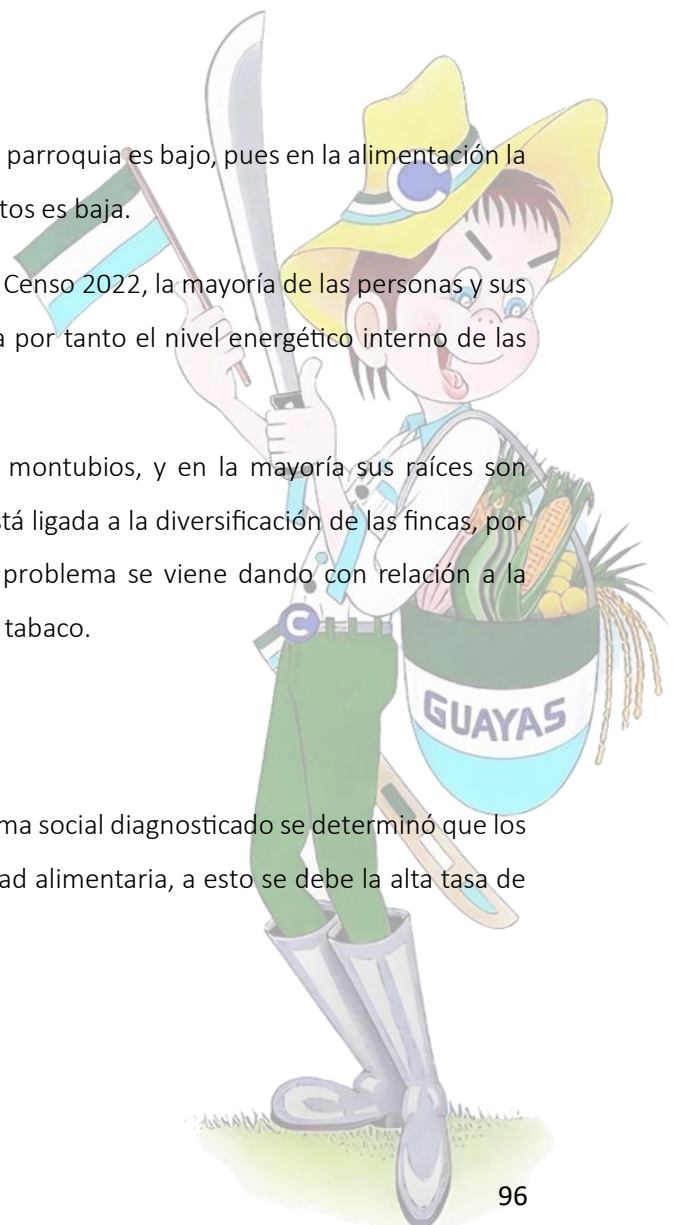 parroquia es bajo, pues en la alimentación la
tos es baja.
Censo 2022, la mayoría de las personas y sus
a por tanto el nivel energético interno de las
montubios, y en la mayoría sus raíces son
stá ligada a la diversificación de las fincas, por
problema se viene dando con relación a la
tabaco.
C
GUAYAS
ma social diagnosticado se determinó que los
ad alimentaria, a esto se debe la alta tasa de
96